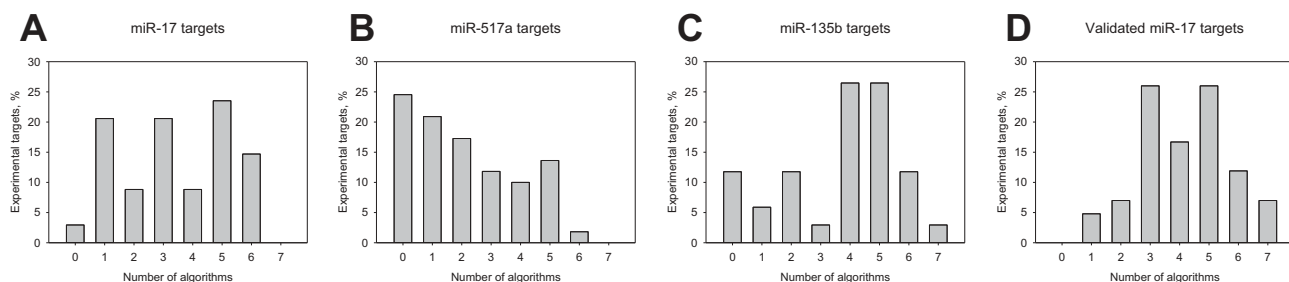 A
miR-17 targets
Experimental targets, %
30
25
20
15
10
5
0
0 1 2 3 4 5 6 7
Number of algorithms
B
miR-517a targets
Experimental targets, %
30
25
20
15
10
5
0
0 1 2 3 4 5 6 7
Number of algorithms
C
miR-135b targets
Experimental targets, %
30
25
20
15
10
5
0
0 1 2 3 4 5 6 7
Number of algorithms
D
Validated miR-17 targets
Experimental targets, %
30
25
20
15
10
5
0
0 1 2 3 4 5 6 7
Number of algorithms